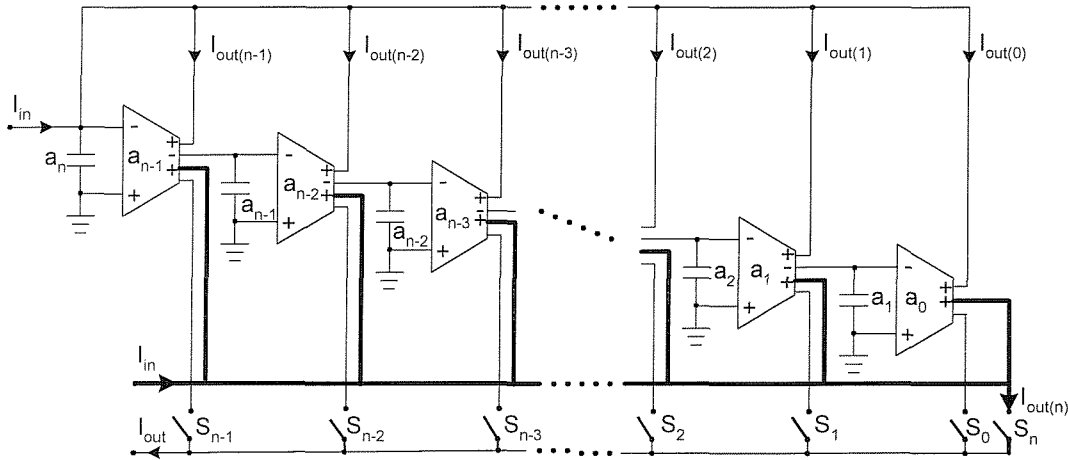 I_out(n-1) I_out(n-2) I_out(n-3) I_out(2) I_out(1) I_out(0)
I_in
- + - +
a_n a_n-1 +
- + - +
a_n-1 a_n-2 +
- + - +
a_n-2 a_n-3 +
- + - +
a_2 a_1 +
- + +
a_1 a_0 +
I_in
I_out(n)
I_out S_n-1 S_n-2 S_n-3 S_2 S_1 S_0 S_n